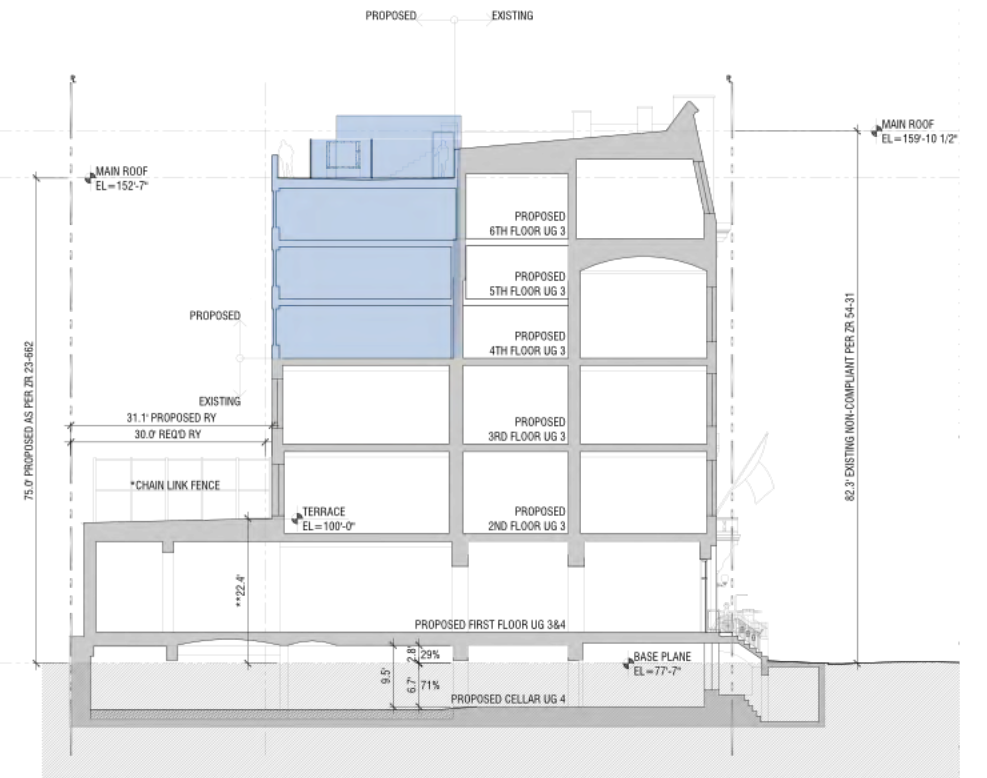 PROPOSED
EXISTING
MAIN ROOF
EL=159'-10 1/2"
MAIN ROOF
EL=152'-7"
PROPOSED
6TH FLOOR UG 3
PROPOSED
5TH FLOOR UG 3
PROPOSED
4TH FLOOR UG 3
PROPOSED
EXISTING
31.1' PROPOSED RY
30.0' REQ'D RY
PROPOSED
3RD FLOOR UG 3
75.0' PROPOSED AS PER ZR 23-662
82.3' EXISTING NON-COMPLIANT PER ZR 54-31
*CHAIN LINK FENCE
TERRACE
EL=100'-0"
PROPOSED
2ND FLOOR UG 3
**22.4'
PROPOSED FIRST FLOOR UG 3&4
2.8'
29%
9.5'
6.7'
71%
BASE PLANE
EL=77'-7"
PROPOSED CELLAR UG 4